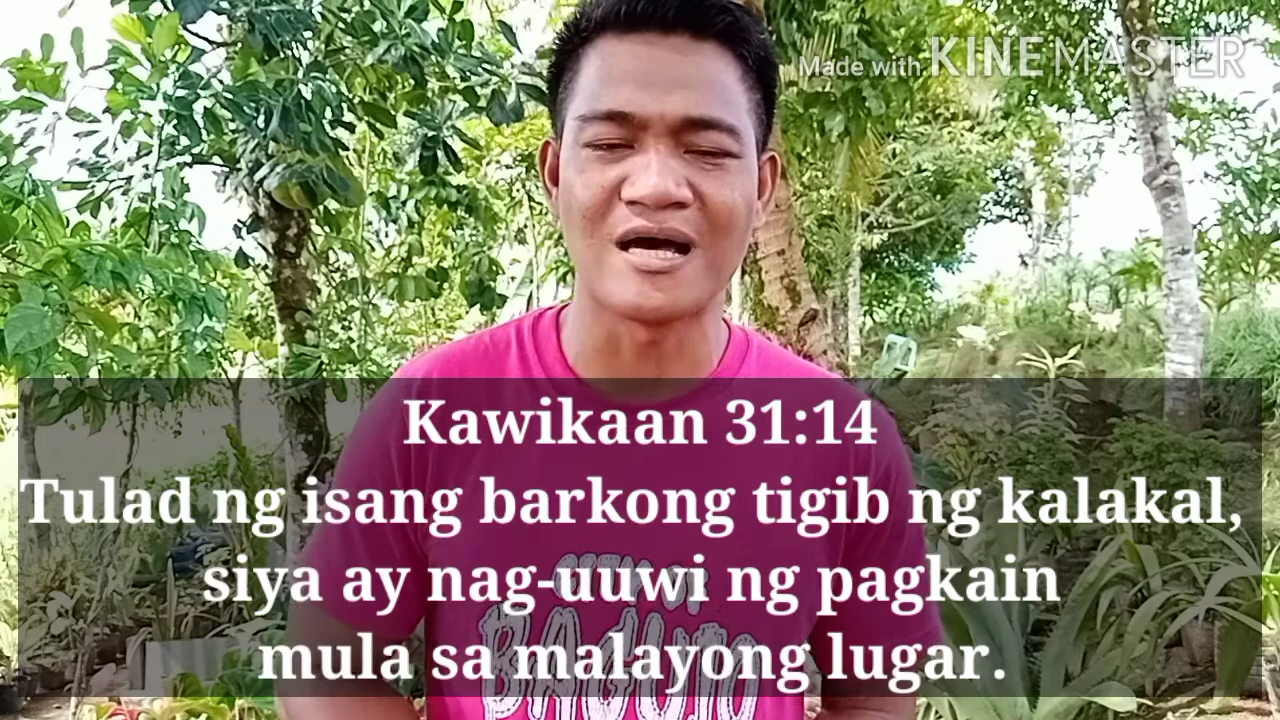 Made with KINEMASTER
Kawikaan 31:14
Tulad ng isang barkong tigib ng kalakal,
siya ay nag-uuwi ng pagkain
mula sa malayong lugar.
BAGUIO